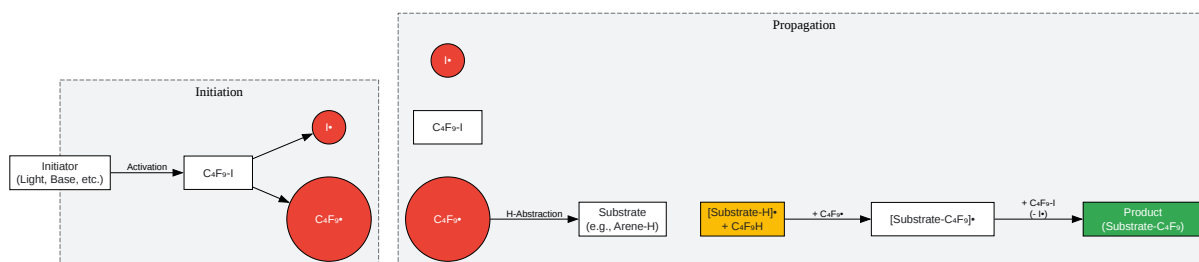 Propagation
I•
Initiation
I•
C₄F₉-I
Initiator
(Light, Base, etc.)
Activation
C₄F₉-I
C₄F₉•
C₄F₉•
H-Abstraction
Substrate
(e.g., Arene-H)
[Substrate-H]•
+ C₄F₉H
+ C₄F₉•
[Substrate-C₄F₉]•
+ C₄F₉-I
(- I•)
Product
(Substrate-C₄F₉)